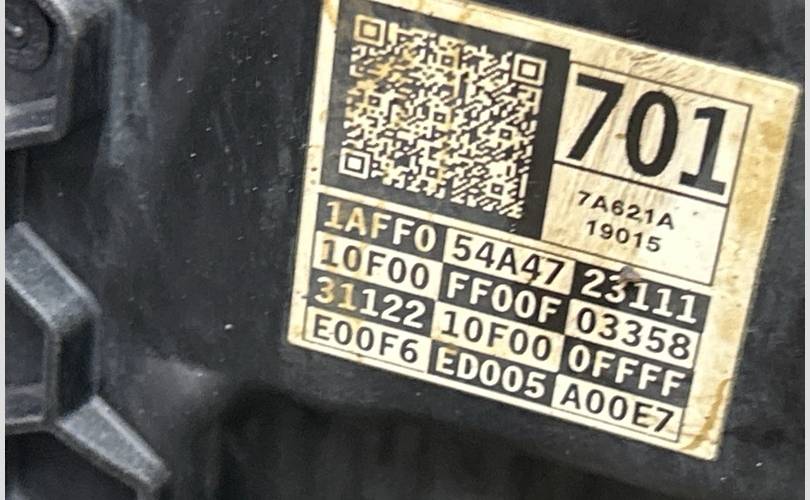 701
7A621A
19015
1AFF0 54A47 23111
10F00 FF00F 03358
31122 10F00 0FFFF
E00F6 ED005 A00E7